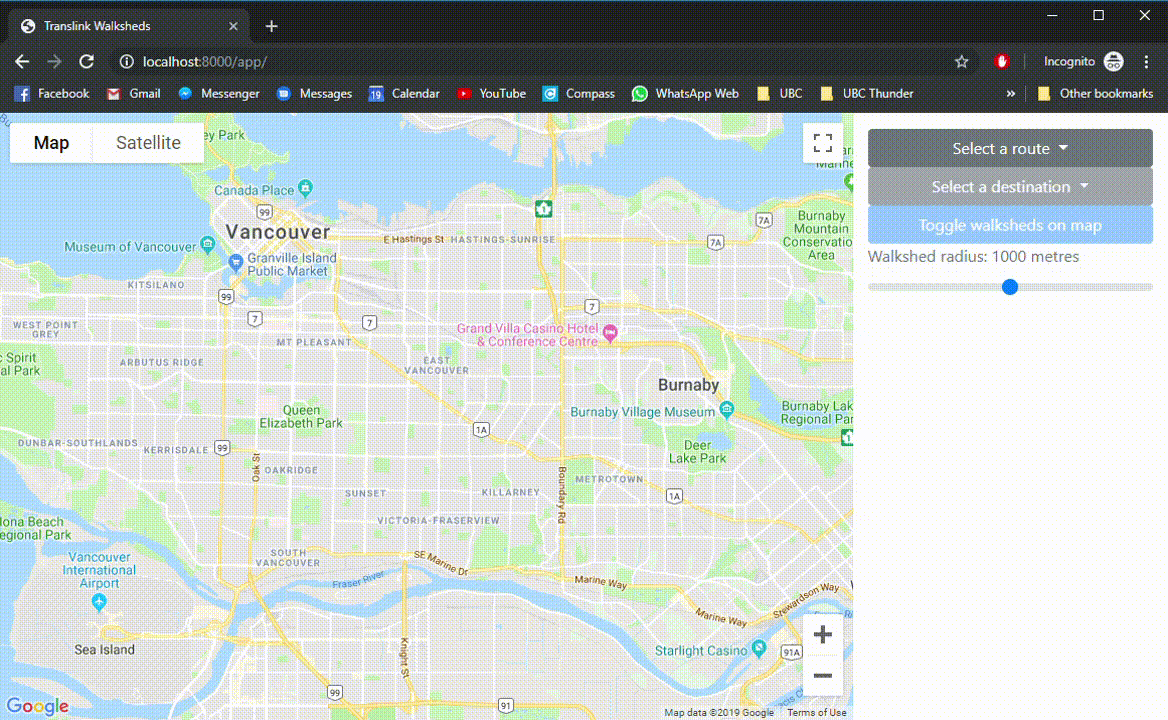 Translink Walksheds
localhost:8000/app/
Incognito
Facebook
Gmail
Messenger
Messages
19
Calendar
YouTube
Compass
WhatsApp Web
UBC
UBC Thunder
»
Other bookmarks
Map
Satellite
ey Park
Canada Place
99
Vancouver
Museum of Vancouver
Granville Island
Public Market
KITSILANO
99
7
7
WEST POINT
GREY
MT PLEASANT
c Spirit
al Park
ARBUTUS RIDGE
EAST
VANCOUVER
E Hastings St
HASTINGS-SUNRISE
1
7A
7A
Burnaby
Mountain
Conservatio
Area
7
Grand Villa Casino Hotel
& Conference Centre
Burnaby
Burnaby Village Museum
Burnaby Lak
Regional Par
1
Queen
Elizabeth Park
1A
Deer
Lake Park
DUNBAR-SOUTHLANDS
KERRISDALE
99
Oak St
OAKRIDGE
SUNSET
KILLARNEY
Boundary Rd
METROTOWN
1A
VICTORIA-FRASERVIEW
Iona Beach
egional Park
Vancouver
International
Airport
SOUTH
VANCOUVER
SE Marine Dr
Fraser River
Marine Way
Marine Way
Stewardson Way
Sea Island
Knight St
Starlight Casino
91A
99
91
Google
Map data ©2019 Google
Terms of Use
Select a route
Select a destination
Toggle walksheds on map
Walkshed radius: 1000 metres